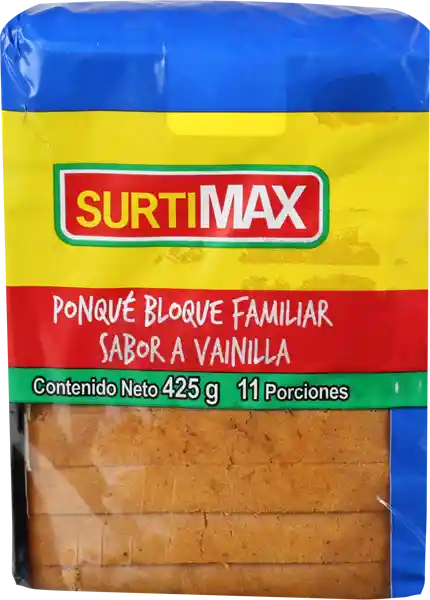 SURTIMAX
PONQUÉ BLOQUE FAMILIAR
SABOR A VAINILLA
Contenido Neto 425 g 11 Porciones